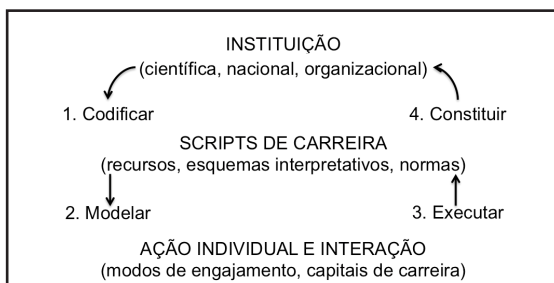 INSTITUIÇÃO
(científica, nacional, organizacional)
1. Codificar
4. Constituir
SCRIPTS DE CARREIRA
(recursos, esquemas interpretativos, normas)
2. Modelar
3. Executar
AÇÃO INDIVIDUAL E INTERAÇÃO
(modos de engajamento, capitais de carreira)